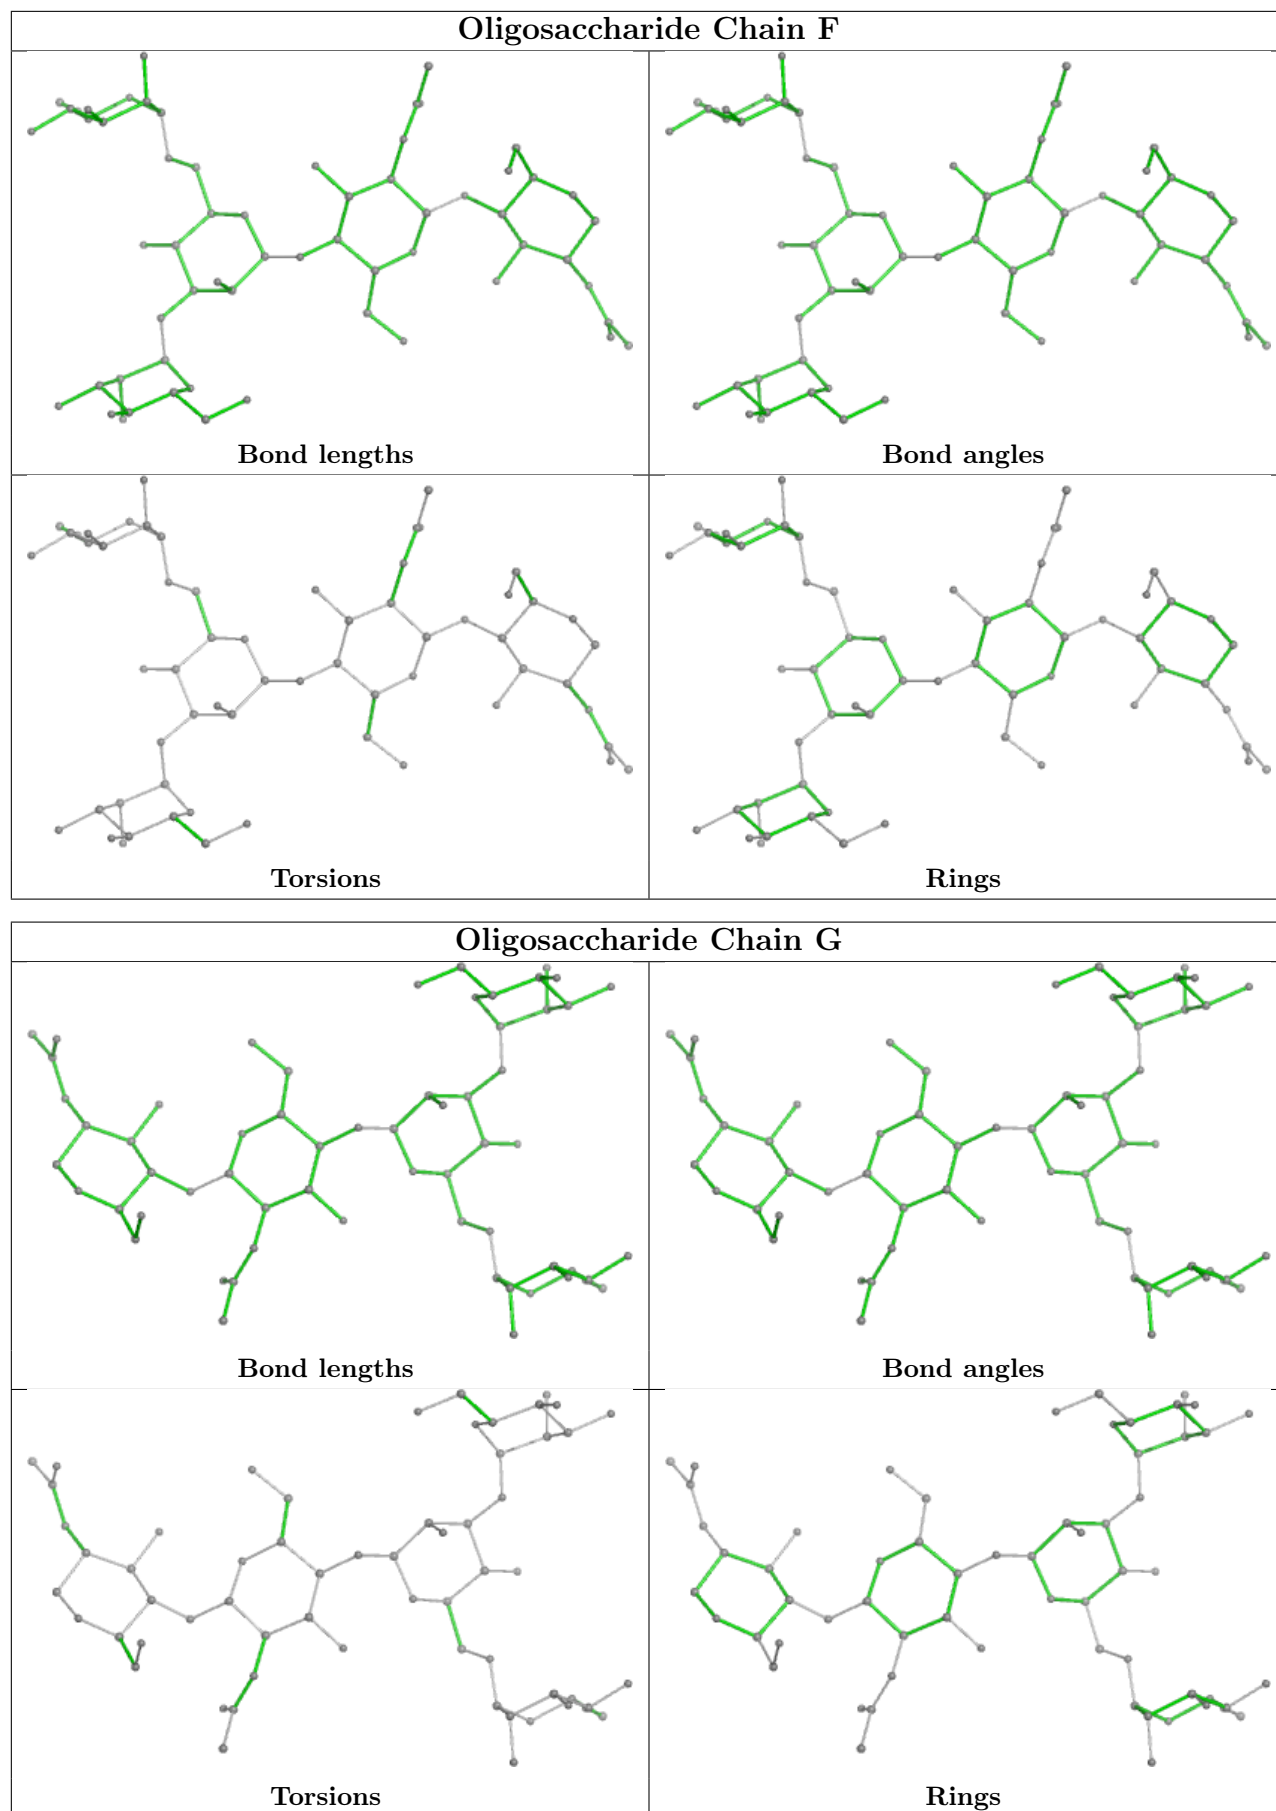 Oligosaccharide Chain F
Bond lengths
Bond angles
Torsions
Rings
Oligosaccharide Chain G
Bond lengths
Bond angles
Torsions
Rings